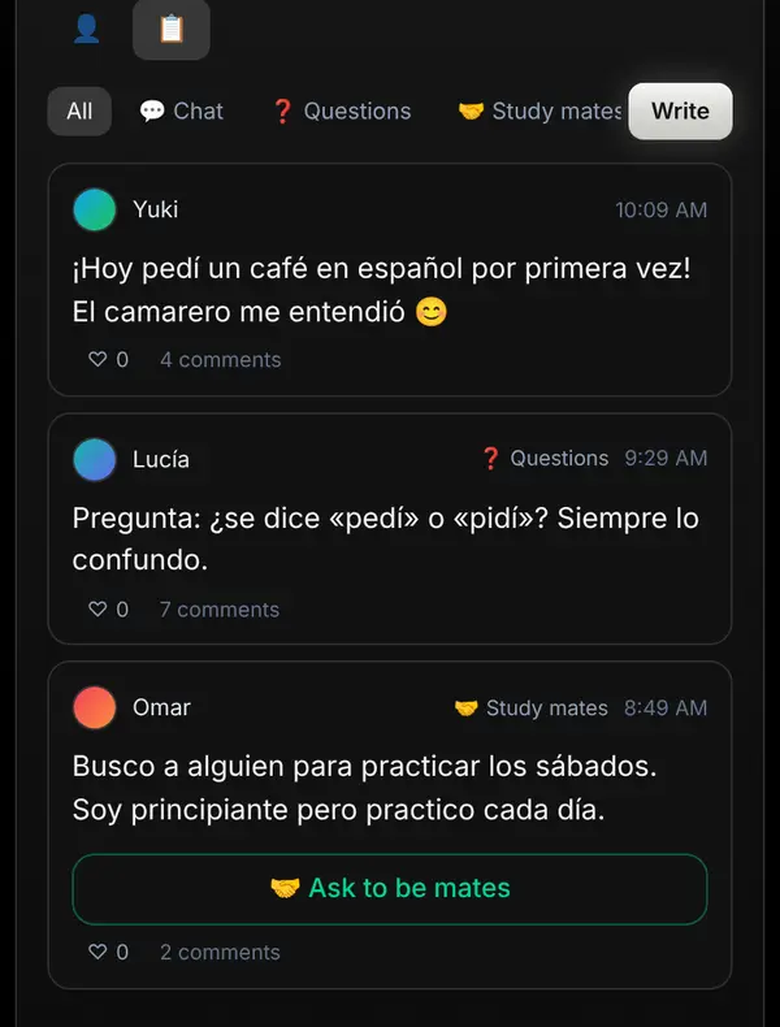 All 💬 Chat ❓ Questions 🤝 Study mates Write
Yuki 10:09 AM
¡Hoy pedí un café en español por primera vez!
El camarero me entendió 😊
♡ 0 4 comments
Lucía ❓ Questions 9:29 AM
Pregunta: ¿se dice «pedí» o «pidí»? Siempre lo
confundo.
♡ 0 7 comments
Omar 🤝 Study mates 8:49 AM
Busco a alguien para practicar los sábados.
Soy principiante pero practico cada día.
🤝 Ask to be mates
♡ 0 2 comments